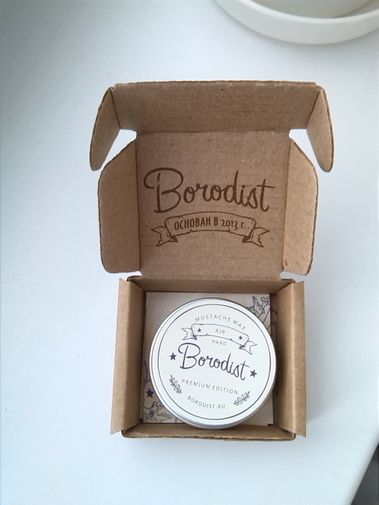 Borodist
ОСНОВАН В 2013 г.
MUSTACHE WAX
AIR
HARD
Borodist
PREMIUM EDITION
BORODIST.RU